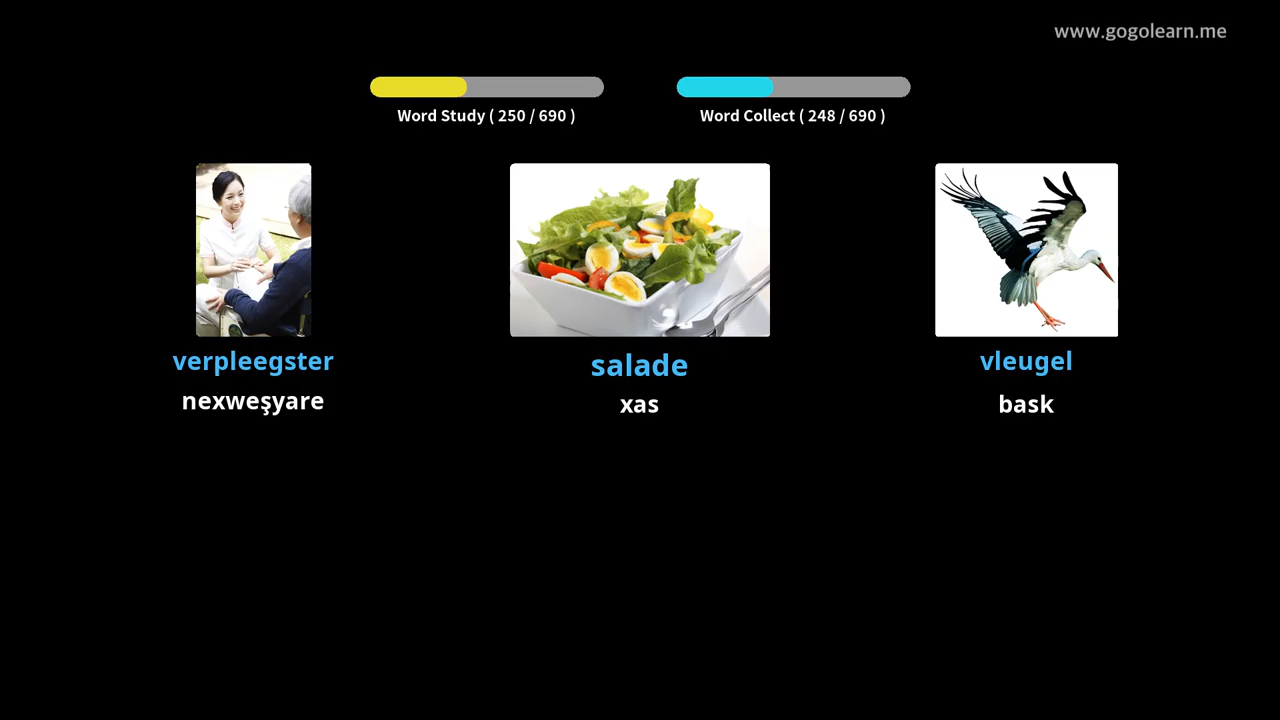 www.gogolearn.me
Word Study ( 250 / 690 )
Word Collect ( 248 / 690 )
verpleegster
nexweşyare
salade
xas
vleugel
bask